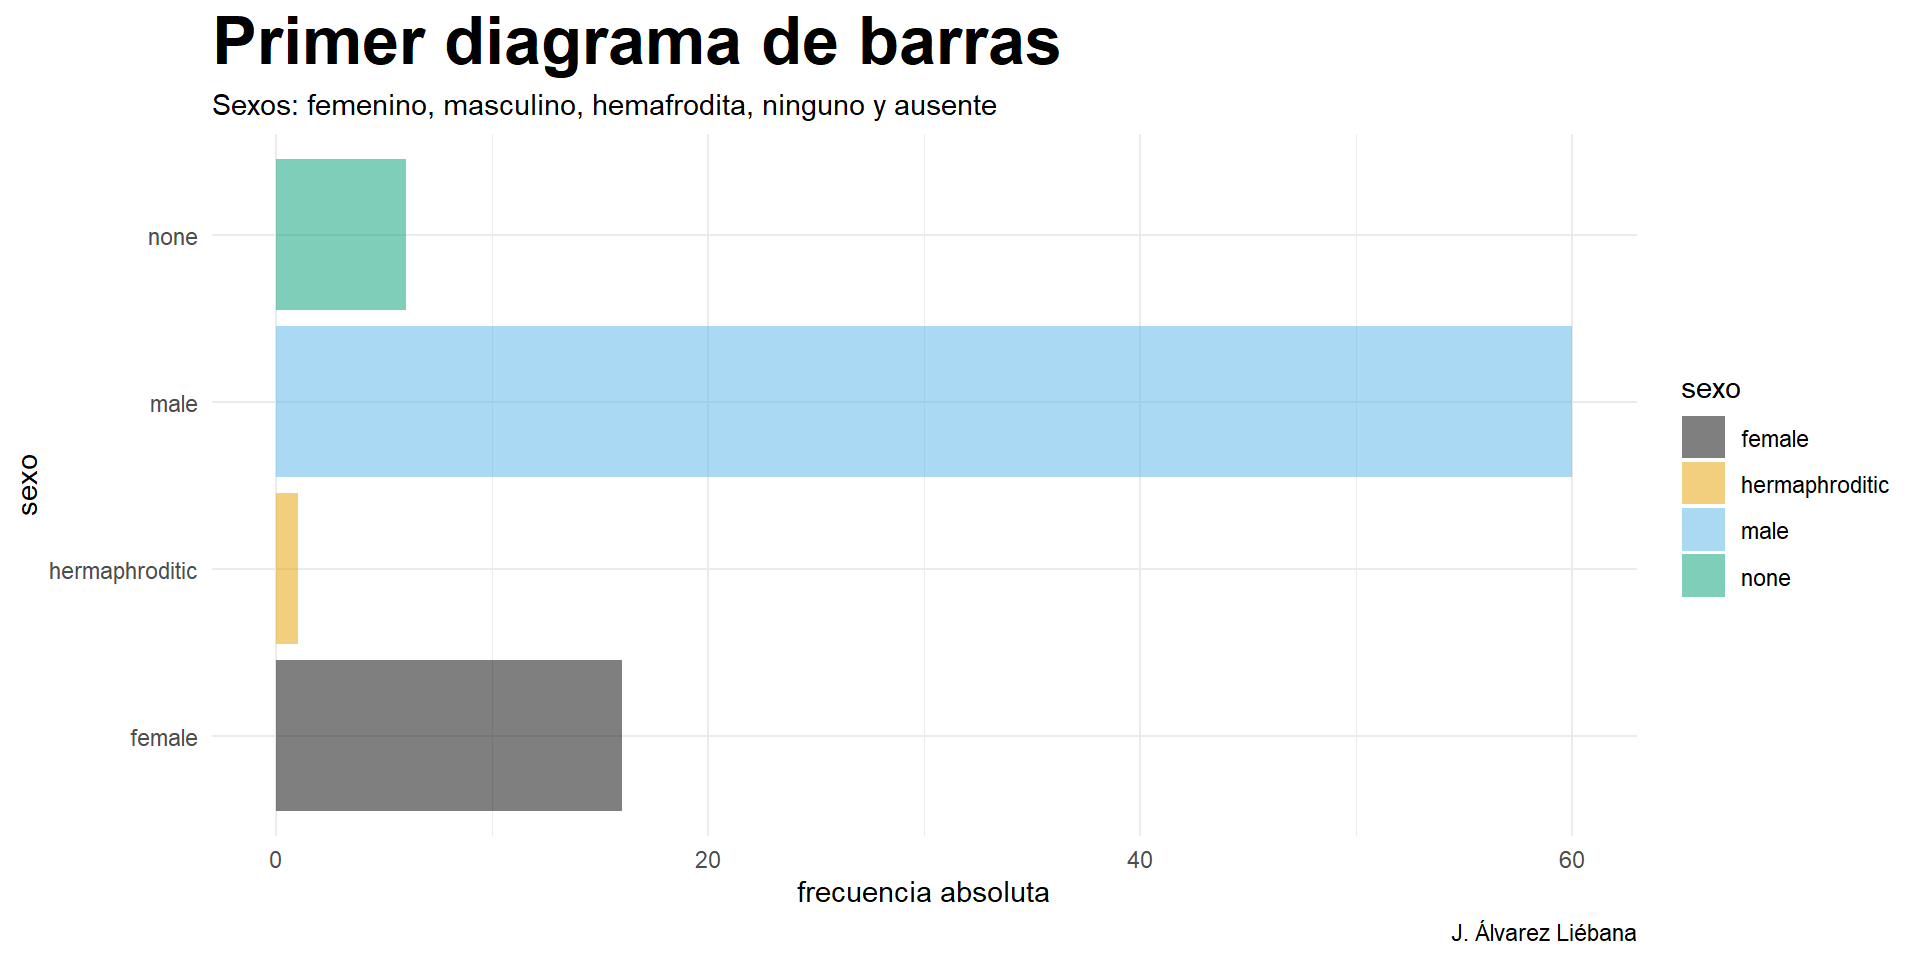 Primer diagrama de barras
Sexos: femenino, masculino, hemafrodita, ninguno y ausente
none
male
hermaphroditic
female
sexo
0
20
40
60
frecuencia absoluta
sexo
female
hermaphroditic
male
none
J. Álvarez Liébana